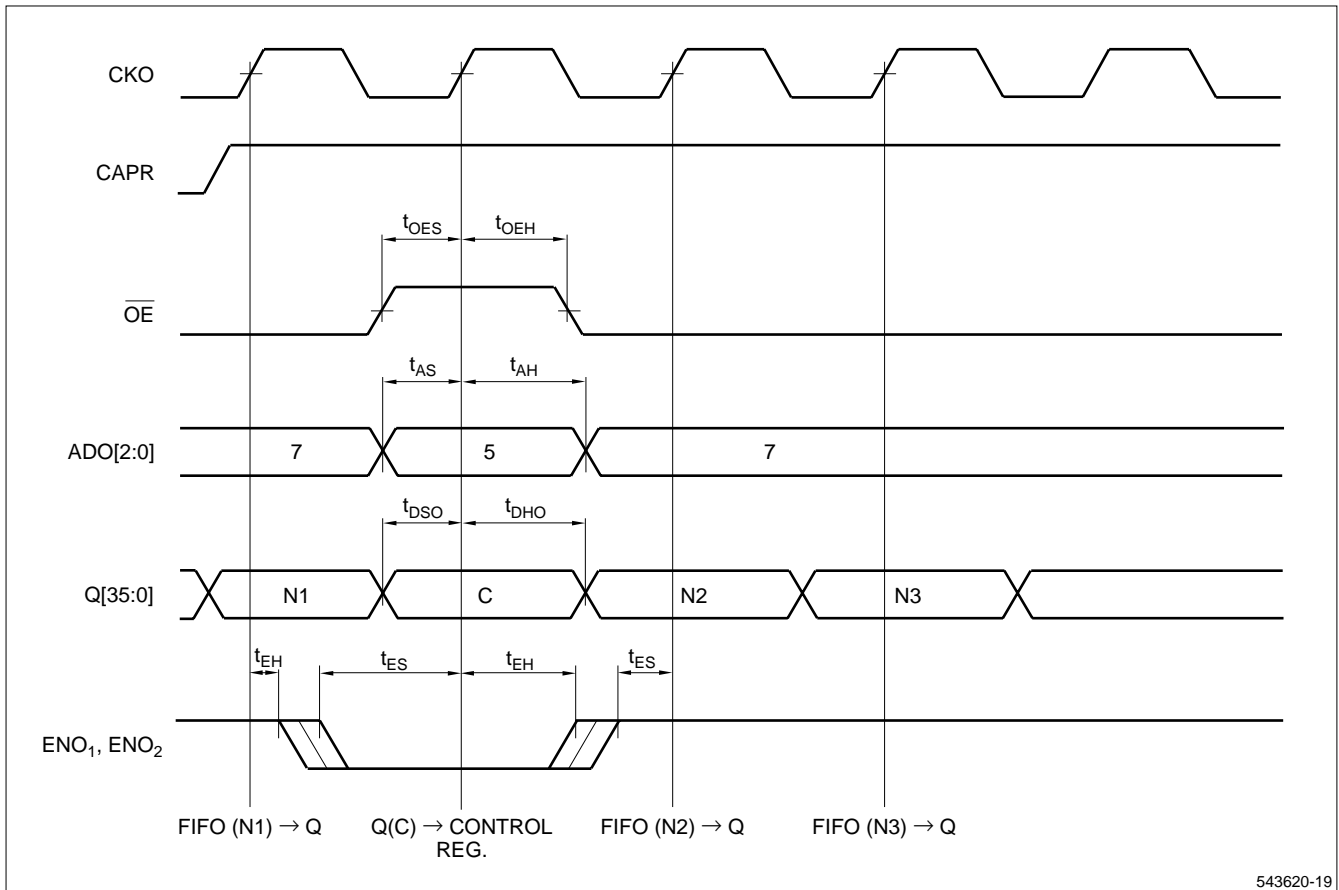 CKO
CAPR
tOES tOEH
OE
tAS tAH
ADO[2:0] 7 5 7
tDSO tDHO
Q[35:0] N1 C N2 N3
tEH tES tEH tES
ENO1, ENO2
FIFO (N1) → Q
Q(C) → CONTROL
REG.
FIFO (N2) → Q
FIFO (N3) → Q
543620-19